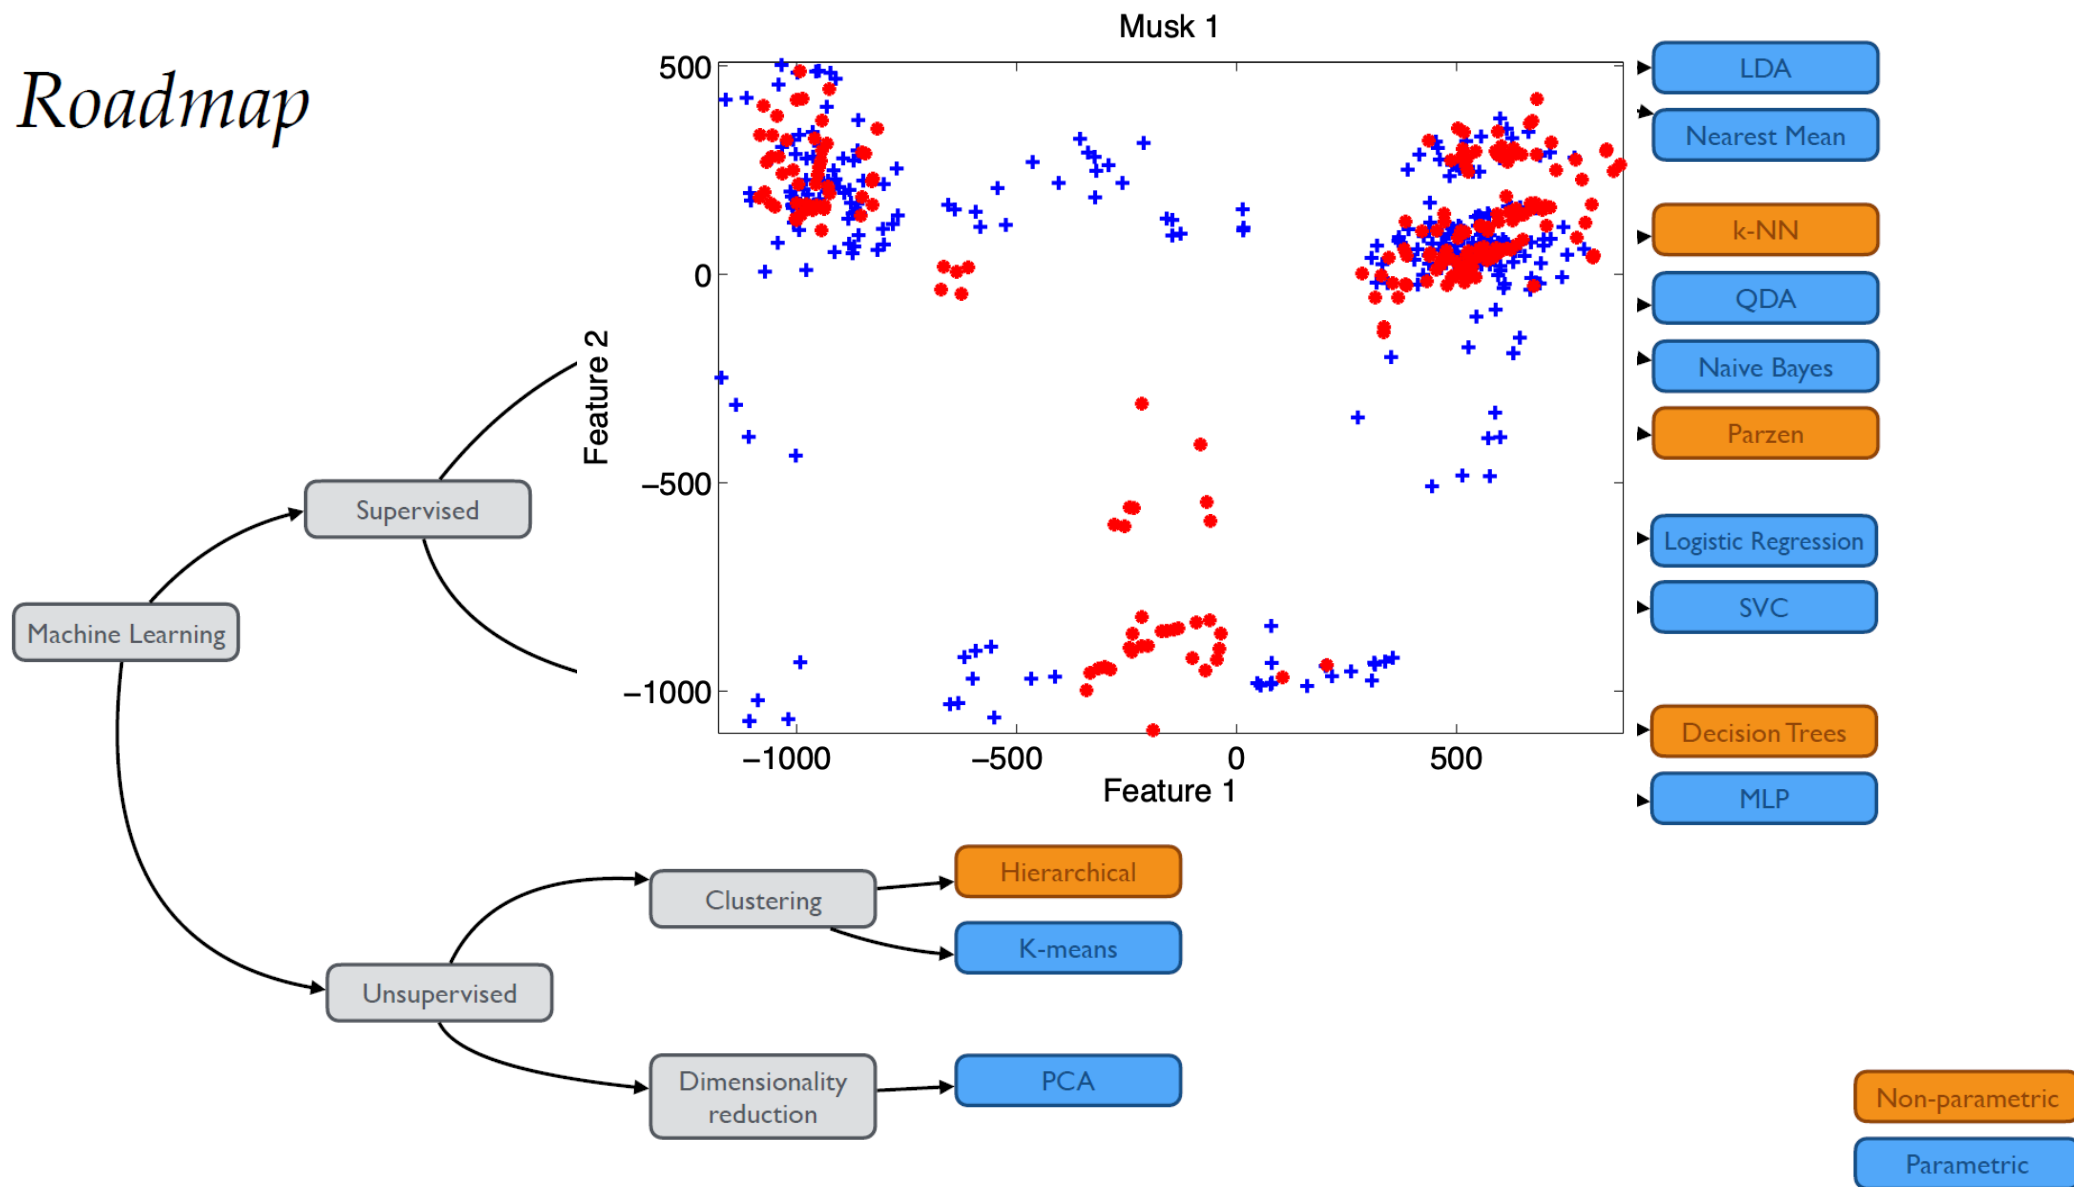 Roadmap
Musk 1
500
0
−500
−1000
−1000
−500
0
500
Feature 2
Feature 1
LDA
Nearest Mean
k-NN
QDA
Naive Bayes
Parzen
Logistic Regression
SVC
Decision Trees
MLP
Supervised
Machine Learning
Unsupervised
Clustering
Hierarchical
K-means
Dimensionality
reduction
PCA
Non-parametric
Parametric